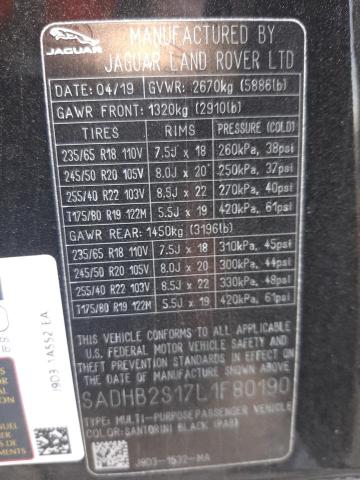 JAGUAR
MANUFACTURED BY
JAGUAR LAND ROVER LTD
DATE: 04/19 GVWR: 2670kg (5886lb)
GAWR FRONT: 1320kg (2910lb)
TIRES RIMS PRESSURE (COLD)
235/65 R18 110V 7.5J x 18 260kPa, 38psi
245/50 R20 105V 8.0J x 20 250kPa, 37psi
255/40 R22 103V 8.5J x 22 270kPa, 40psi
T175/80 R19 122M 5.5J x 19 420kPa, 61psi
GAWR REAR: 1450kg (3196lb)
235/65 R18 110V 7.5J x 18 310kPa, 45psi
245/50 R20 105V 8.0J x 20 300kPa, 44psi
255/40 R22 103V 8.5J x 22 330kPa, 48psi
T175/80 R19 122M 5.5J x 19 420kPa, 61psi
THIS VEHICLE CONFORMS TO ALL APPLICABLE
U.S. FEDERAL MOTOR VEHICLE SAFETY
STANDARDS IN EFFECT ON THE
DATE OF MANUFACTURE SHOWN ABOVE
SADHB2S17L1F80190
TYPE: MULTI-PURPOSE PASSENGER VEHICLE
COLOR: SANTORINI BLACK (PAB)
J9D3-1532-MA
J9D3 1A552 EA